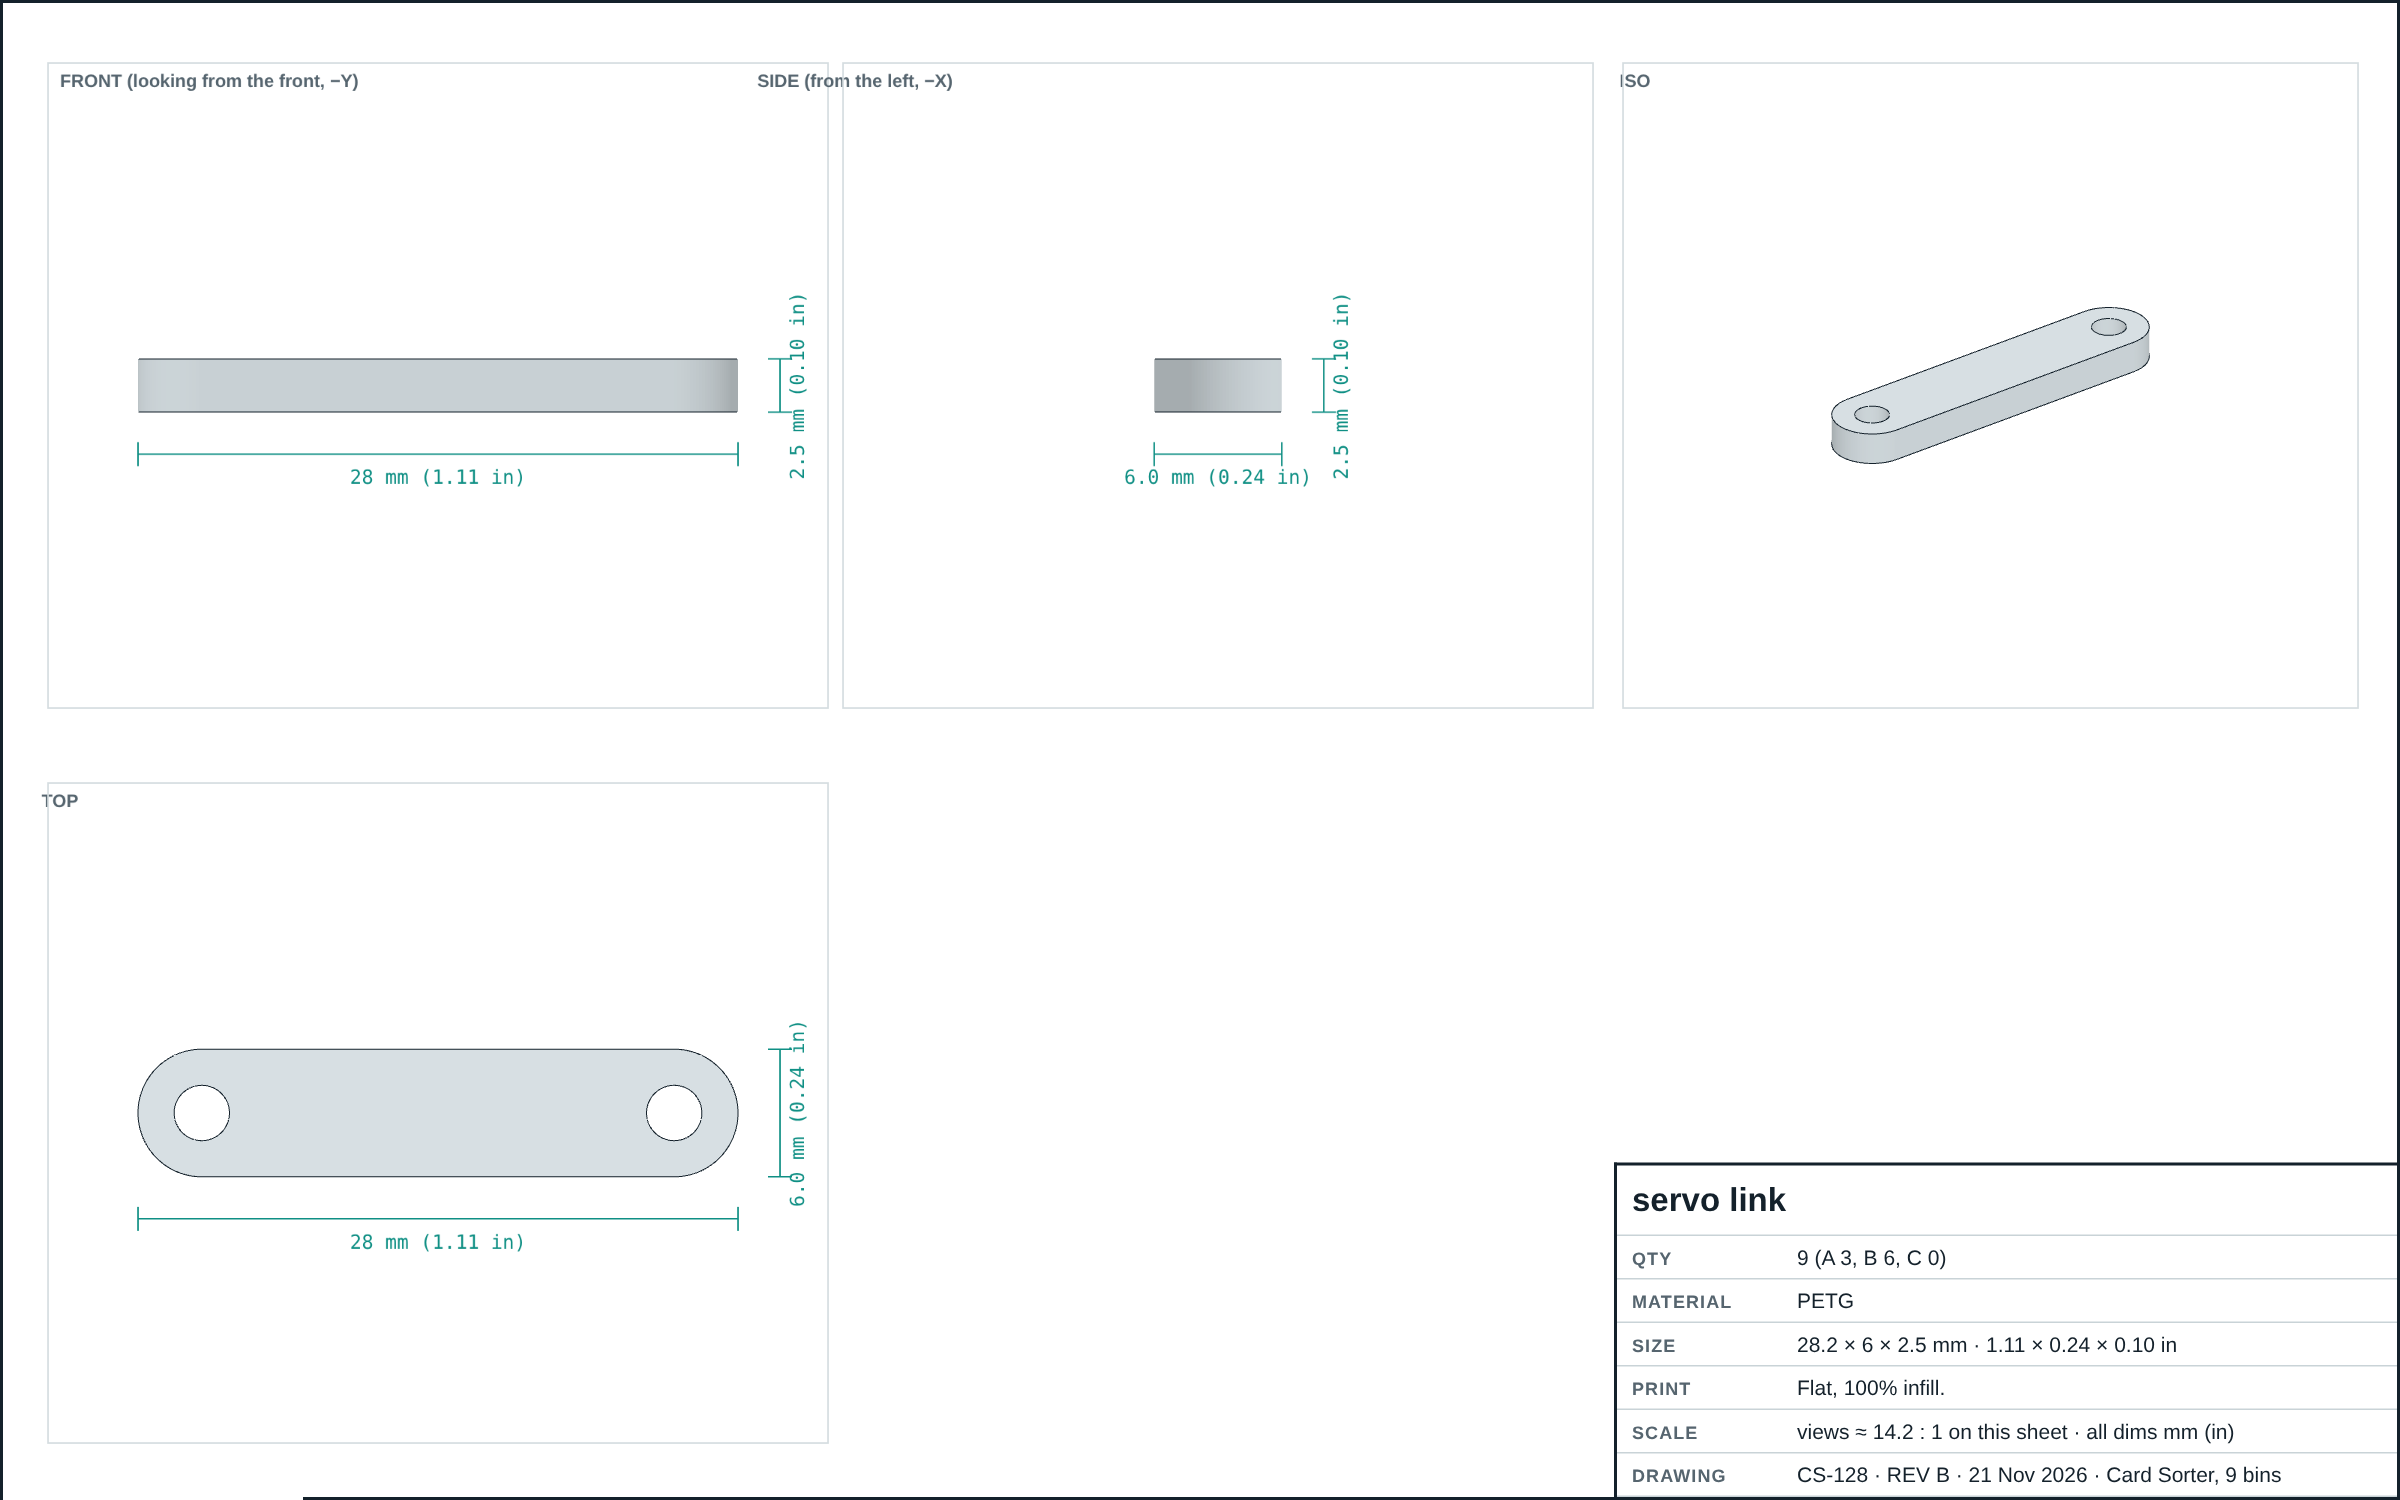 FRONT (looking from the front, −Y)
SIDE (from the left, −X)
ISO
2.5 mm (0.10 in)
28 mm (1.11 in)
2.5 mm (0.10 in)
6.0 mm (0.24 in)
TOP
6.0 mm (0.24 in)
28 mm (1.11 in)
servo link
QTY 9 (A 3, B 6, C 0)
MATERIAL PETG
SIZE 28.2 × 6 × 2.5 mm · 1.11 × 0.24 × 0.10 in
PRINT Flat, 100% infill.
SCALE views ≈ 14.2 : 1 on this sheet · all dims mm (in)
DRAWING CS-128 · REV B · 21 Nov 2026 · Card Sorter, 9 bins